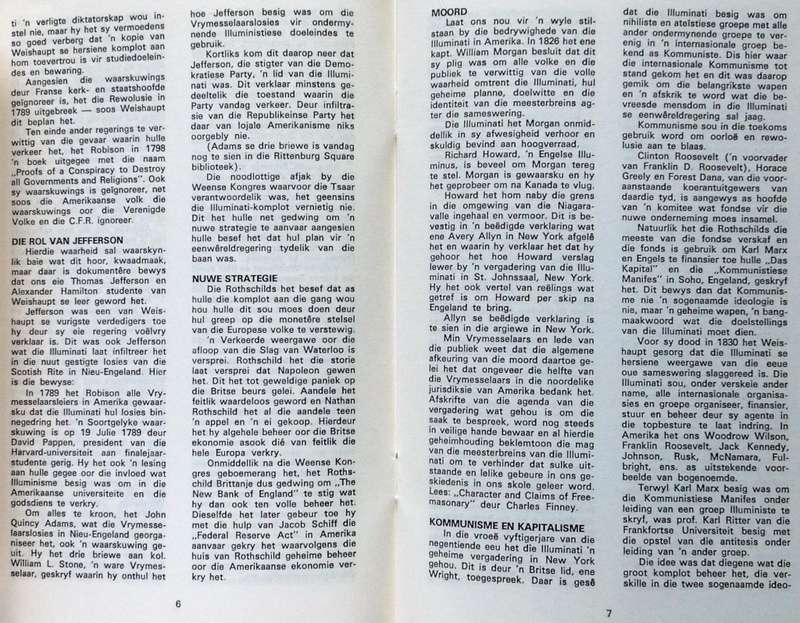 ti 'n verligte diktatorskap wou in-
stel nie, maar hy het sy vermoedens
so goed verberg dat 'n kopie van
Weishaupt se hersiene komplot aan
hom toevertrou is vir studiedoelein-
des en bewaring.
Aangesien die waarskuwings
deur Franse kerk- en staatshoofde
geïgnoreer is, het die Rewolusie in
1789 uitgebreek — soos Weishaupt
dit beplan het.
Ten einde ander regerings te ver-
wittig van die gevaar waarin hulle
verkeer het, het Robison in 1798
'n boek uitgegee met die naam
„Proofs of a Conspiracy to Destroy
all Governments and Religions". Ook
sy waarskuwings is geïgnoreer, net
soos die Amerikaanse volk die
waarskuwings oor die Verenigde
Volke en die C.F.R. ignoreer.
DIE ROL VAN JEFFERSON
Hierdie waarheid sal waarskyn-
lik baie wat dit hoor, kwaadmaak,
maar daar is dokumentêre bewys
dat ons eie Thomas Jefferson en
Alexander Hamilton studente van
Weishaupt se leer geword het.
Jefferson was een van Weis-
haupt se vurigste verdedigers toe
hy deur sy eie regering voëlvry
verklaar is. Dit was ook Jefferson
wat die Illuminati laat infiltreer het
in die nuut gestigte losies van die
Scotish Rite in Nieu-Engeland. Hier
is die bewyse:
In 1789 het Robison alle Vry-
messelaarsleiers in Amerika gewaar-
sku dat die Illuminati hul losies bin-
negedring het. 'n Soortgelyke waar-
skuwing is op 19 Julie 1789 deur
David Pappen, president van die
Harvard-universiteit aan finalejaar-
studente gerig. Hy het ook 'n lesing
aan hulle gegee oor die invloed wat
Illuminisme besig was om in die
Amerikaanse universiteite en die
godsdiens te verkry.
Om alles te kroon, het John
Quincy Adams, wat die Vrymesse-
laarslosies in Nieu-Engeland georga-
niseer het, ook 'n waarskuwing ge-
uit. Hy het drie briewe aan kol.
William L. Stone, 'n ware Vrymes-
selaar, geskryf waarin hy onthul het
hoe Jefferson besig was om die
Vrymesselaarslosies vir ondermy-
nende Illuministiese doeleindes te
gebruik.
Kortliks kom dit daarop neer dat
Jefferson, die stigter van die Demo-
kratiese Party, 'n lid van die Illumi-
nati was. Dit verklaar minstens ge-
deeltelik die toestand waarin die
Party vandag verkeer. Deur infiltra-
sie van die Republikeinse Party het
daar van lojale Amerikanisme niks
oorgebly nie.
(Adams se drie briewe is vandag
nog te sien in die Rittenburg Square
biblioteek).
Die noodlottige afjak by die
Weense Kongres waarvoor die Tsaar
verantwoordelik was, het geensins
die Illuminati-komplot vernietig nie.
Dit het hulle net gedwing om 'n
nuwe strategie te aanvaar aangesien
hulle besef het dat hul plan vir 'n
eenwêreldregering tydelik van die
baan was.
NUWE STRATEGIE
Die Rothschilds het besef dat as
hulle die komplot aan die gang wou
hou hulle dit sou moes doen deur
hul greep op die monetêre stelsel
van die Europese volke te verstewig.
'n Verkeerde weergawe oor die
afloop van die Slag van Waterloo is
versprei. Rothschild het die storie
laat versprei dat Napoleon gewen
het. Dit het tot geweldige paniek op
die Britse beurs gelei. Aandele het
feitlik waardeloos geword en Nathan
Rothschild het al die aandele teen
'n appel en 'n ei gekoop. Hierdeur
het hy algehele beheer oor die Britse
ekonomie asook dié van feitlik die
hele Europa verkry.
Onmiddellik na die Weense Kon-
gres geboemerang het, het Roths-
child Brittanje dus gedwing om „The
New Bank of England" te stig wat
hy dan ook ten volle beheer het.
Dieselfde het later gebeur toe hy
met die hulp van Jacob Schiff die
„Federal Reserve Act" in Amerika
aanvaar gekry het waarvolgens die
huis van Rothschild geheime beheer
oor die Amerikaanse ekonomie ver-
kry het.
6
MOORD
Laat ons nou vir 'n wyle stil-
staan by die bedrywighede van die
Illuminati in Amerika. In 1826 het ene
kapt. William Morgan besluit dat dit
sy plig was om alle volke en die
publiek te verwittig van die volle
waarheid omtrent die Illuminati, hul
geheime planne, doelwitte en die
identiteit van die meesterbreins ag-
ter die sameswering.
Die Illuminati het Morgan onmid-
dellik in sy afwesigheid verhoor en
skuldig bevind aan hoogverraad.
Richard Howard, 'n Engelse Illu-
minus, is beveel om Morgan tereg
te stel. Morgan is gewaarsku en hy
het geprobeer om na Kanada te vlug.
Howard het hom naby die grens
in die omgewing van die Niagara-
valle ingehaal en vermoor. Dit is be-
vestig in 'n beëdigde verklaring wat
ene Avery Allyn in New York afgelê
het en waarin hy verklaar het dat hy
gehoor het hoe Howard verslag
lewer by 'n vergadering van die Illu-
minati in St. Johnssaal, New York.
Hy het ook vertel van reëlings wat
getref is om Howard per skip na
Engeland te bring.
Allyn se beëdigde verklaring is
te sien in die argiewe in New York.
Min Vrymesselaars en lede van
die publiek weet dat die algemene
afkeuring van die moord daartoe ge-
lei het dat ongeveer die helfte van
die Vrymesselaars in die noordelike
jurisdiksie van Amerika bedank het.
Afskrifte van die agenda van die
vergadering wat gehou is om die
saak te bespreek, word nog steeds
in veilige hande bewaar en al hierdie
geheimhouding beklemtoon die mag
van die meesterbreins van die Illumi-
nati om te verhinder dat sulke uit-
staande en lelike gebeure in ons ge-
skiedenis in ons skole geleer word.
Lees: „Character and Claims of Free-
masonary" deur Charles Finney.
KOMMUNISME EN KAPITALISME
In die vroeë vyftigerjare van die
negentiende eeu het die Illuminati 'n
geheime vergadering in New York
gehou. Dit is deur 'n Britse lid, ene
Wright, toegespreek. Daar is gesê
dat die Illuminati besig was om
nihiliste en ateïstiese groepe met alle
ander ondermynende groepe te ver-
enig in 'n internasionale groep be-
kend as Kommuniste. Dis hier waar
die internasionale Kommunisme tot
stand gekom het en dit was daarop
gemik om die belangrikste wapen
en 'n afskrik te word wat die be-
vreesde mensdom in die Illuminati
se eenwêreldregering sal jaag.
Kommunisme sou in die toekoms
gebruik word om oorloë en rewo-
lusie aan te blaas.
Clinton Roosevelt ('n voorvader
van Franklin D. Roosevelt), Horace
Greely en Forest Dana, van die voor-
aanstaande koerantuitgewers van
daardie tyd, is aangewys as hoofde
van 'n komitee wat fondse vir die
nuwe onderneming moes insamel.
Natuurlik het die Rothschilds die
meeste van die fondse verskaf en
die fonds is gebruik om Karl Marx
en Engels te finansier toe hulle „Das
Kapital" en die „Kommunistiese
Manifes" in Soho, Engeland, geskryf
het. Dit bewys dan dat Kommunis-
me nie 'n sogenaamde ideologie is
nie, maar 'n geheime wapen, 'n bang-
maakwoord wat die doelstellings
van die Illuminati moet dien.
Voor sy dood in 1830 het Weis-
haupt gesorg dat die Illuminati se
hersiene weergawe van die eeue
oue sameswering slaggereed is. Die
Illuminati sou, onder verskeie ander
name, alle internasionale organisa-
sies en groepe organiseer, finansier,
stuur en beheer deur sy agente in
die topbesture te laat indring. In
Amerika het ons Woodrow Wilson,
Franklin Roosevelt, Jack Kennedy,
Johnson, Rusk, McNamara, Ful-
bright, ens. as uitstekende voor-
beelde van bogenoemde.
Terwyl Karl Marx besig was om
die Kommunistiese Manifes onder
leiding van een groep Illuministe te
skryf, was prof. Karl Ritter van die
Frankfortse Universiteit besig met
die opstel van die antitesis onder
leiding van 'n ander groep.
Die idee was dat diegene wat die
groot komplot beheer het, die ver-
skille in die twee sogenaamde ideo-
7